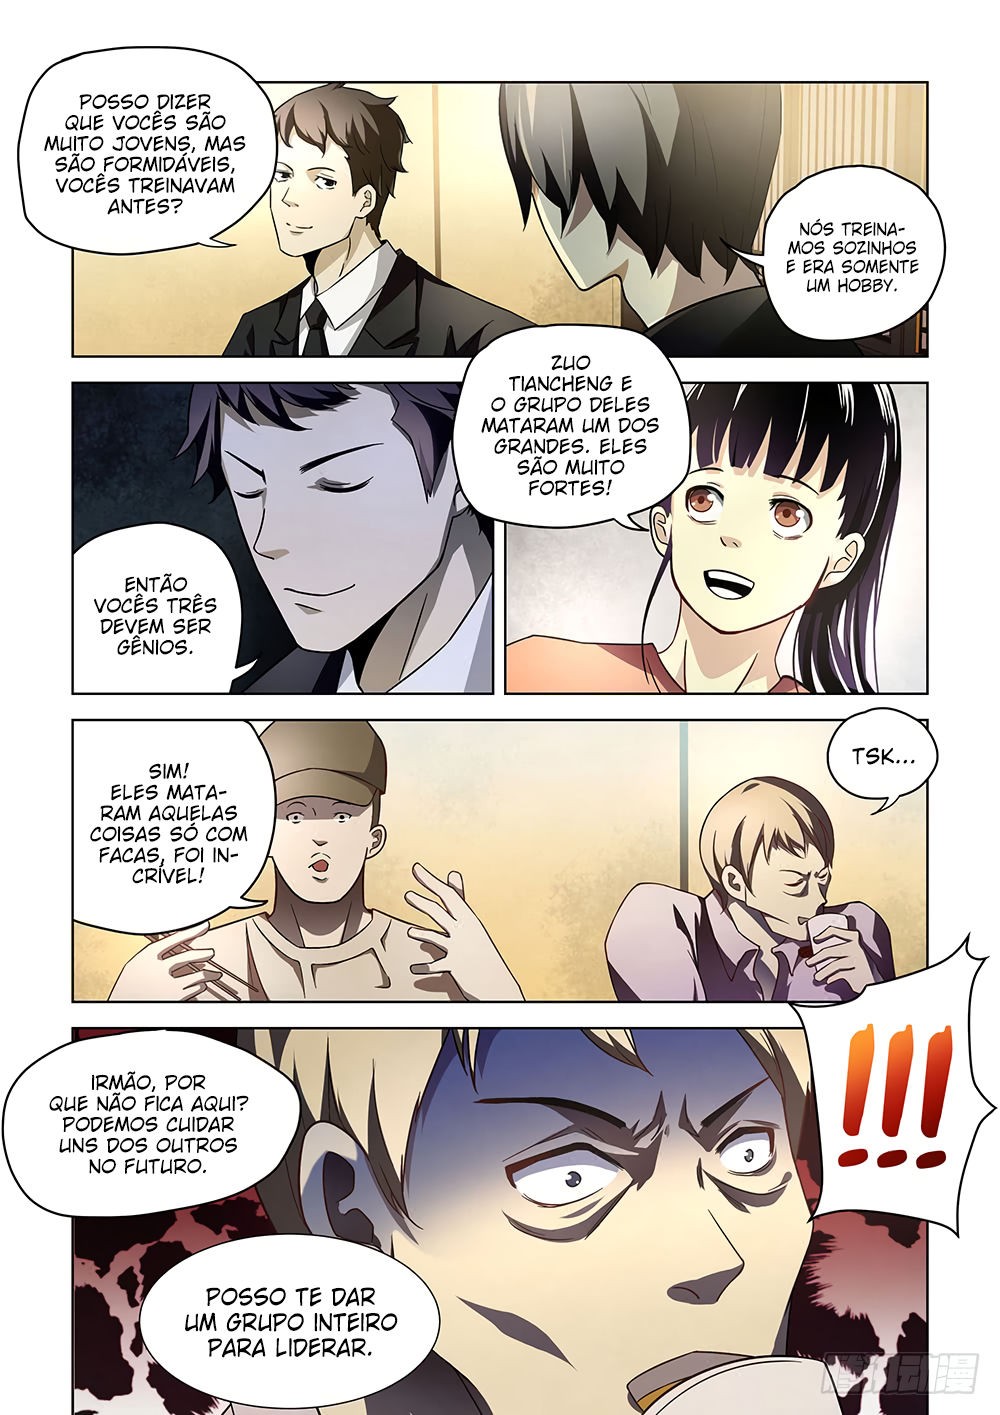 POSSO DIZER
QUE VOCÊS SÃO
MUITO JOVENS, MAS
SÃO FORMIDÁVEIS,
VOCÊS TREINAVAM
ANTES?
NÓS TREINA-
MOS SOZINHOS
E ERA SOMENTE
UM HOBBY.
ZUO
TIANCHENG E
O GRUPO DELES
MATARAM UM DOS
GRANDES. ELES
SÃO MUITO
FORTES!
ENTÃO
VOCÊS TRÊS
DEVEM SER
GÊNIOS.
SIM!
ELES MATA-
RAM AQUELAS
COISAS SÓ COM
FACAS, FOI IN-
CRÍVEL!
TSK...
!!!
IRMÃO, POR
QUE NÃO FICA AQUI?
PODEMOS CUIDAR
UNS DOS OUTROS
NO FUTURO.
POSSO TE DAR
UM GRUPO INTEIRO
PARA LIDERAR.